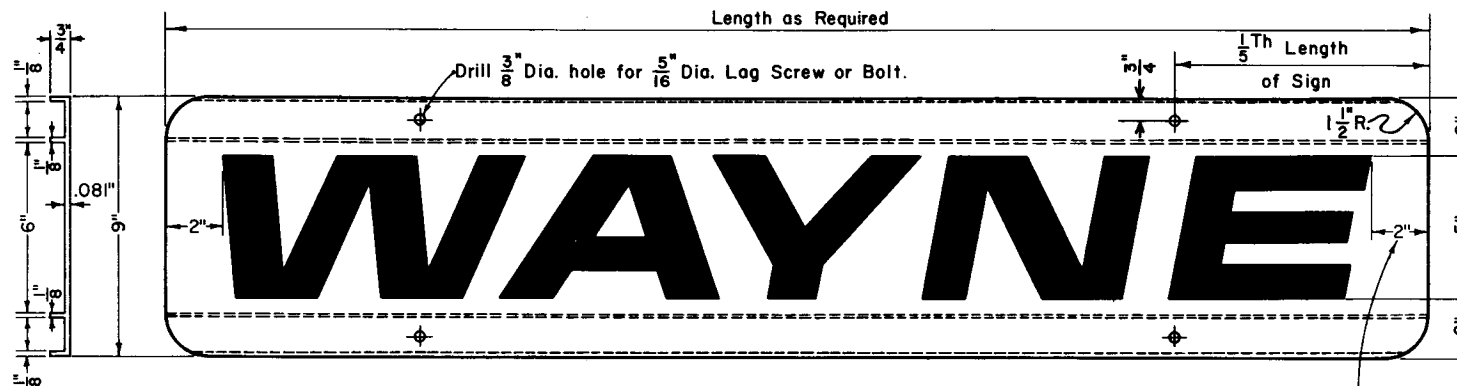 Length as Required
3/4"
1/8"
Drill 3/8" Dia. hole for 5/16" Dia. Lag Screw or Bolt.
3/4"
1/5 Th Length
of Sign
1 1/2" R.
1/8"
.081"
6"
9"
2"
WAYNE
2"
1/8"
1/8"